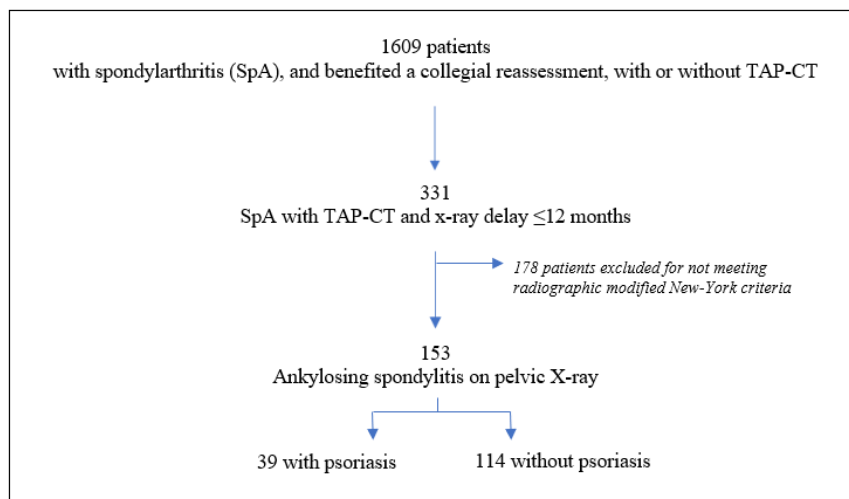 1609 patients
with spondylarthritis (SpA), and benefited a collegial reassessment, with or without TAP-CT
331
SpA with TAP-CT and x-ray delay ≤12 months
178 patients excluded for not meeting
radiographic modified New-York criteria
153
Ankylosing spondylitis on pelvic X-ray
39 with psoriasis
114 without psoriasis